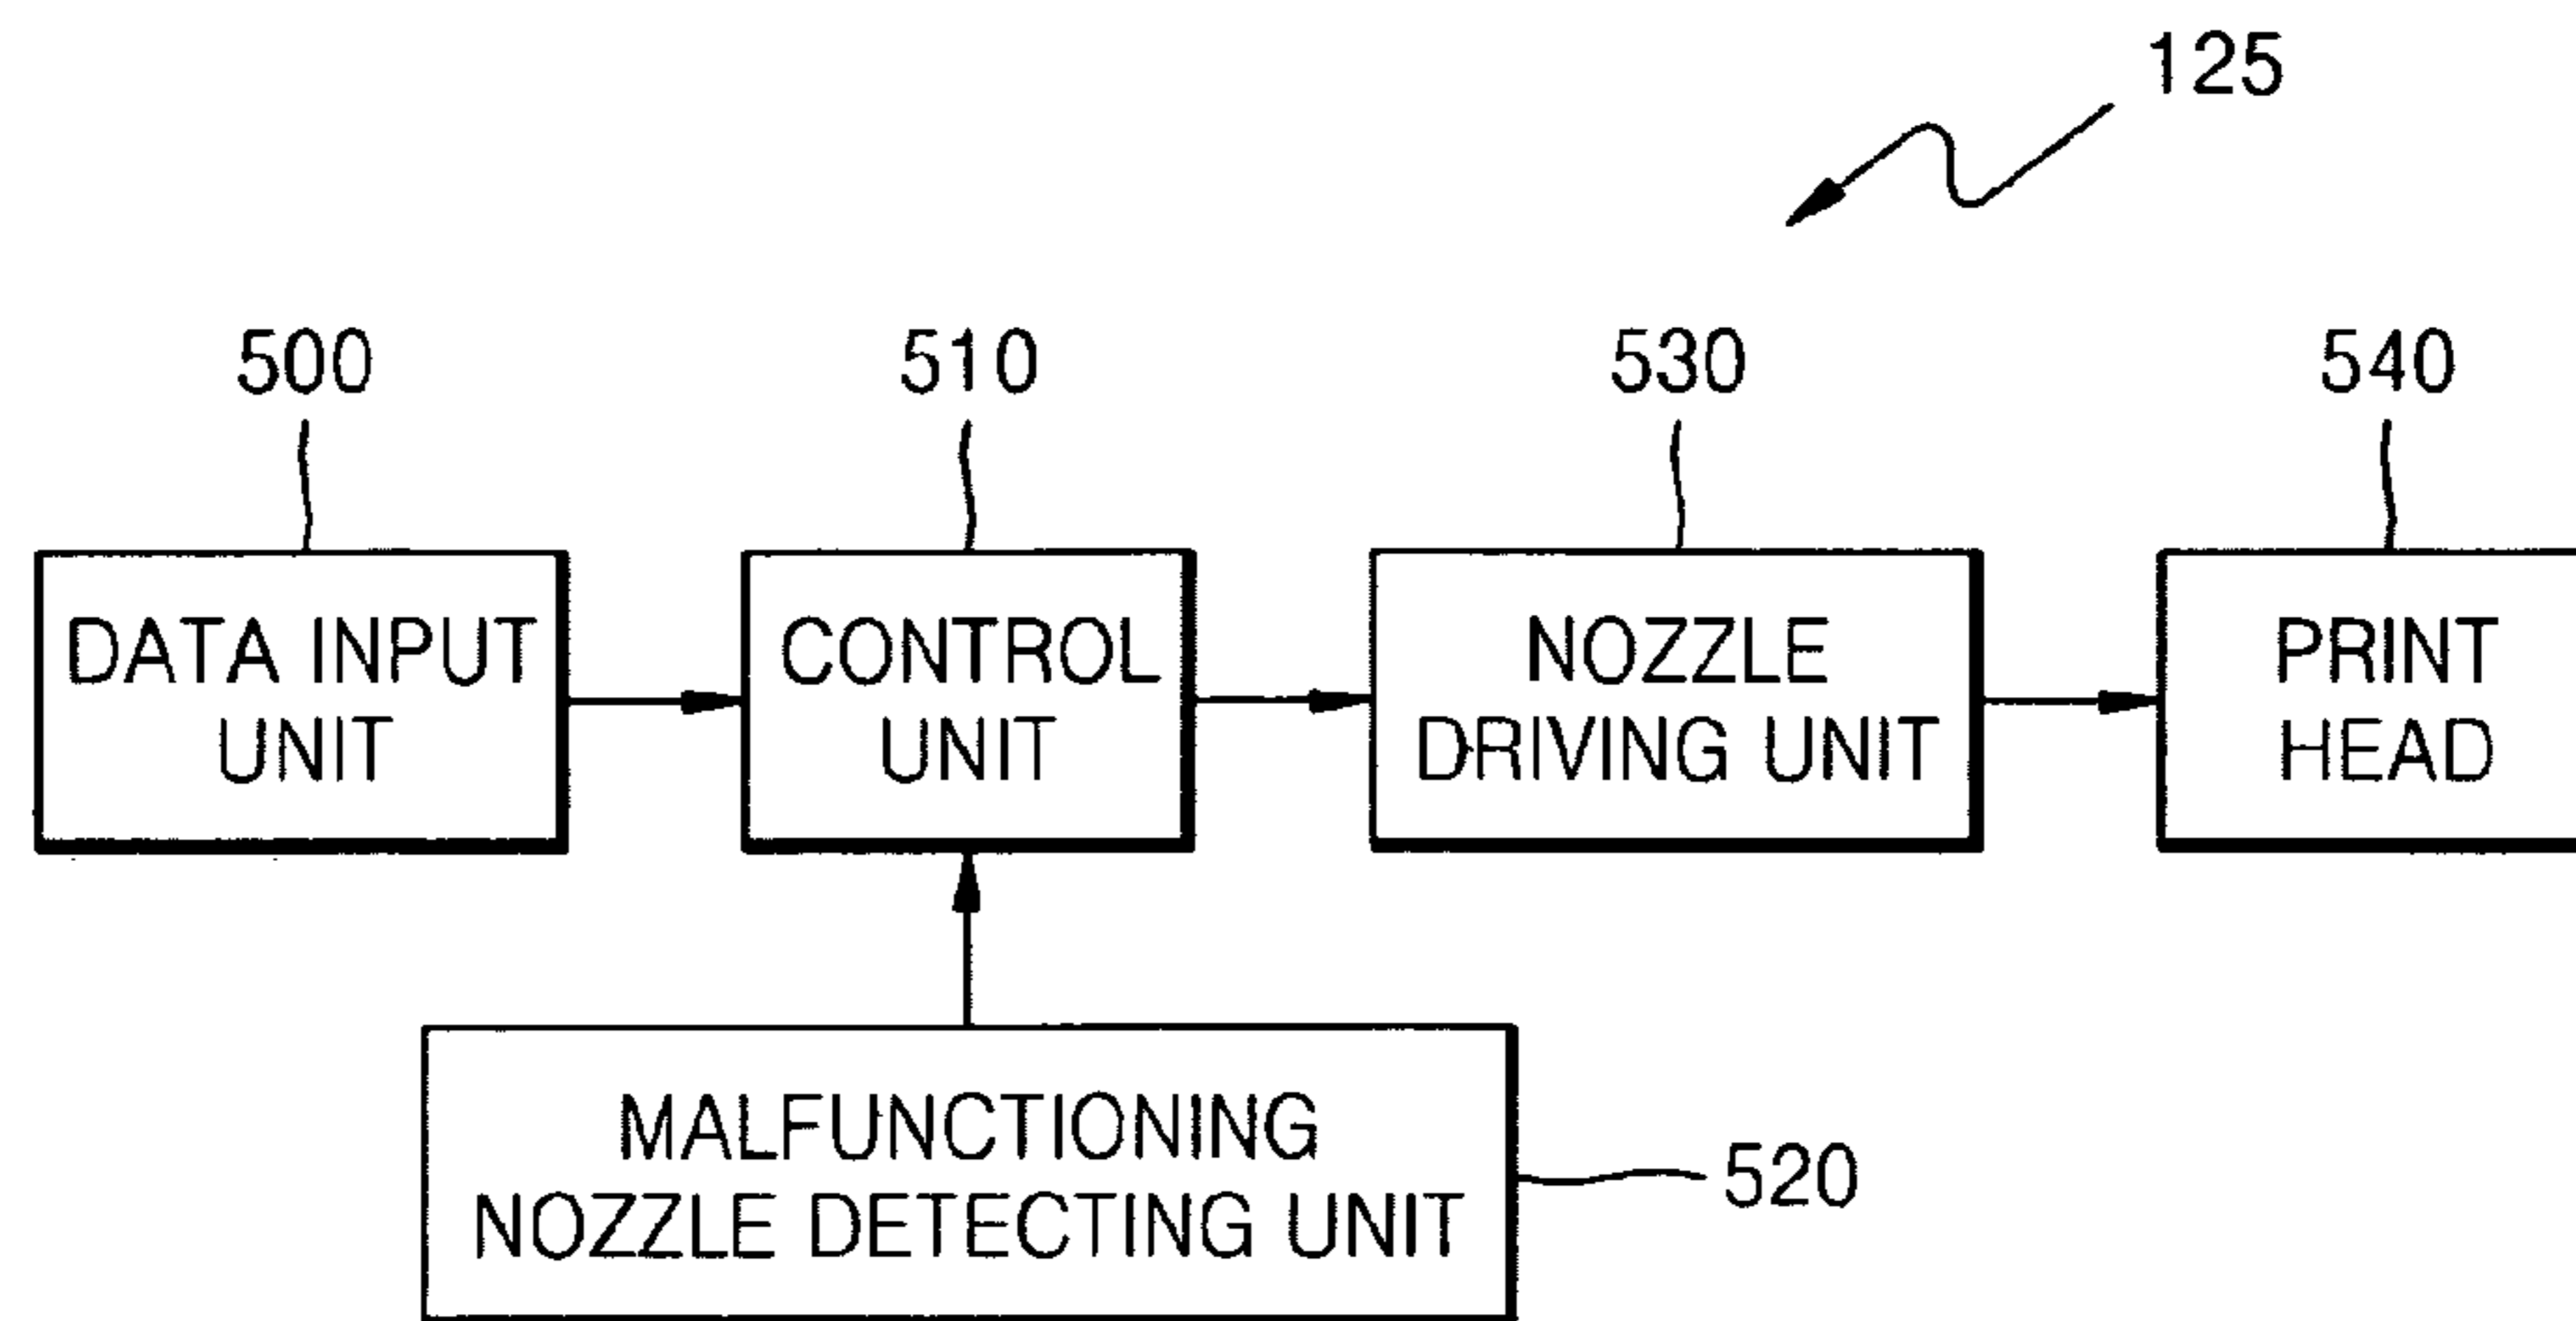 125
500
510
530
540
DATA INPUT
UNIT
CONTROL
UNIT
NOZZLE
DRIVING UNIT
PRINT
HEAD
MALFUNCTIONING
NOZZLE DETECTING UNIT
520